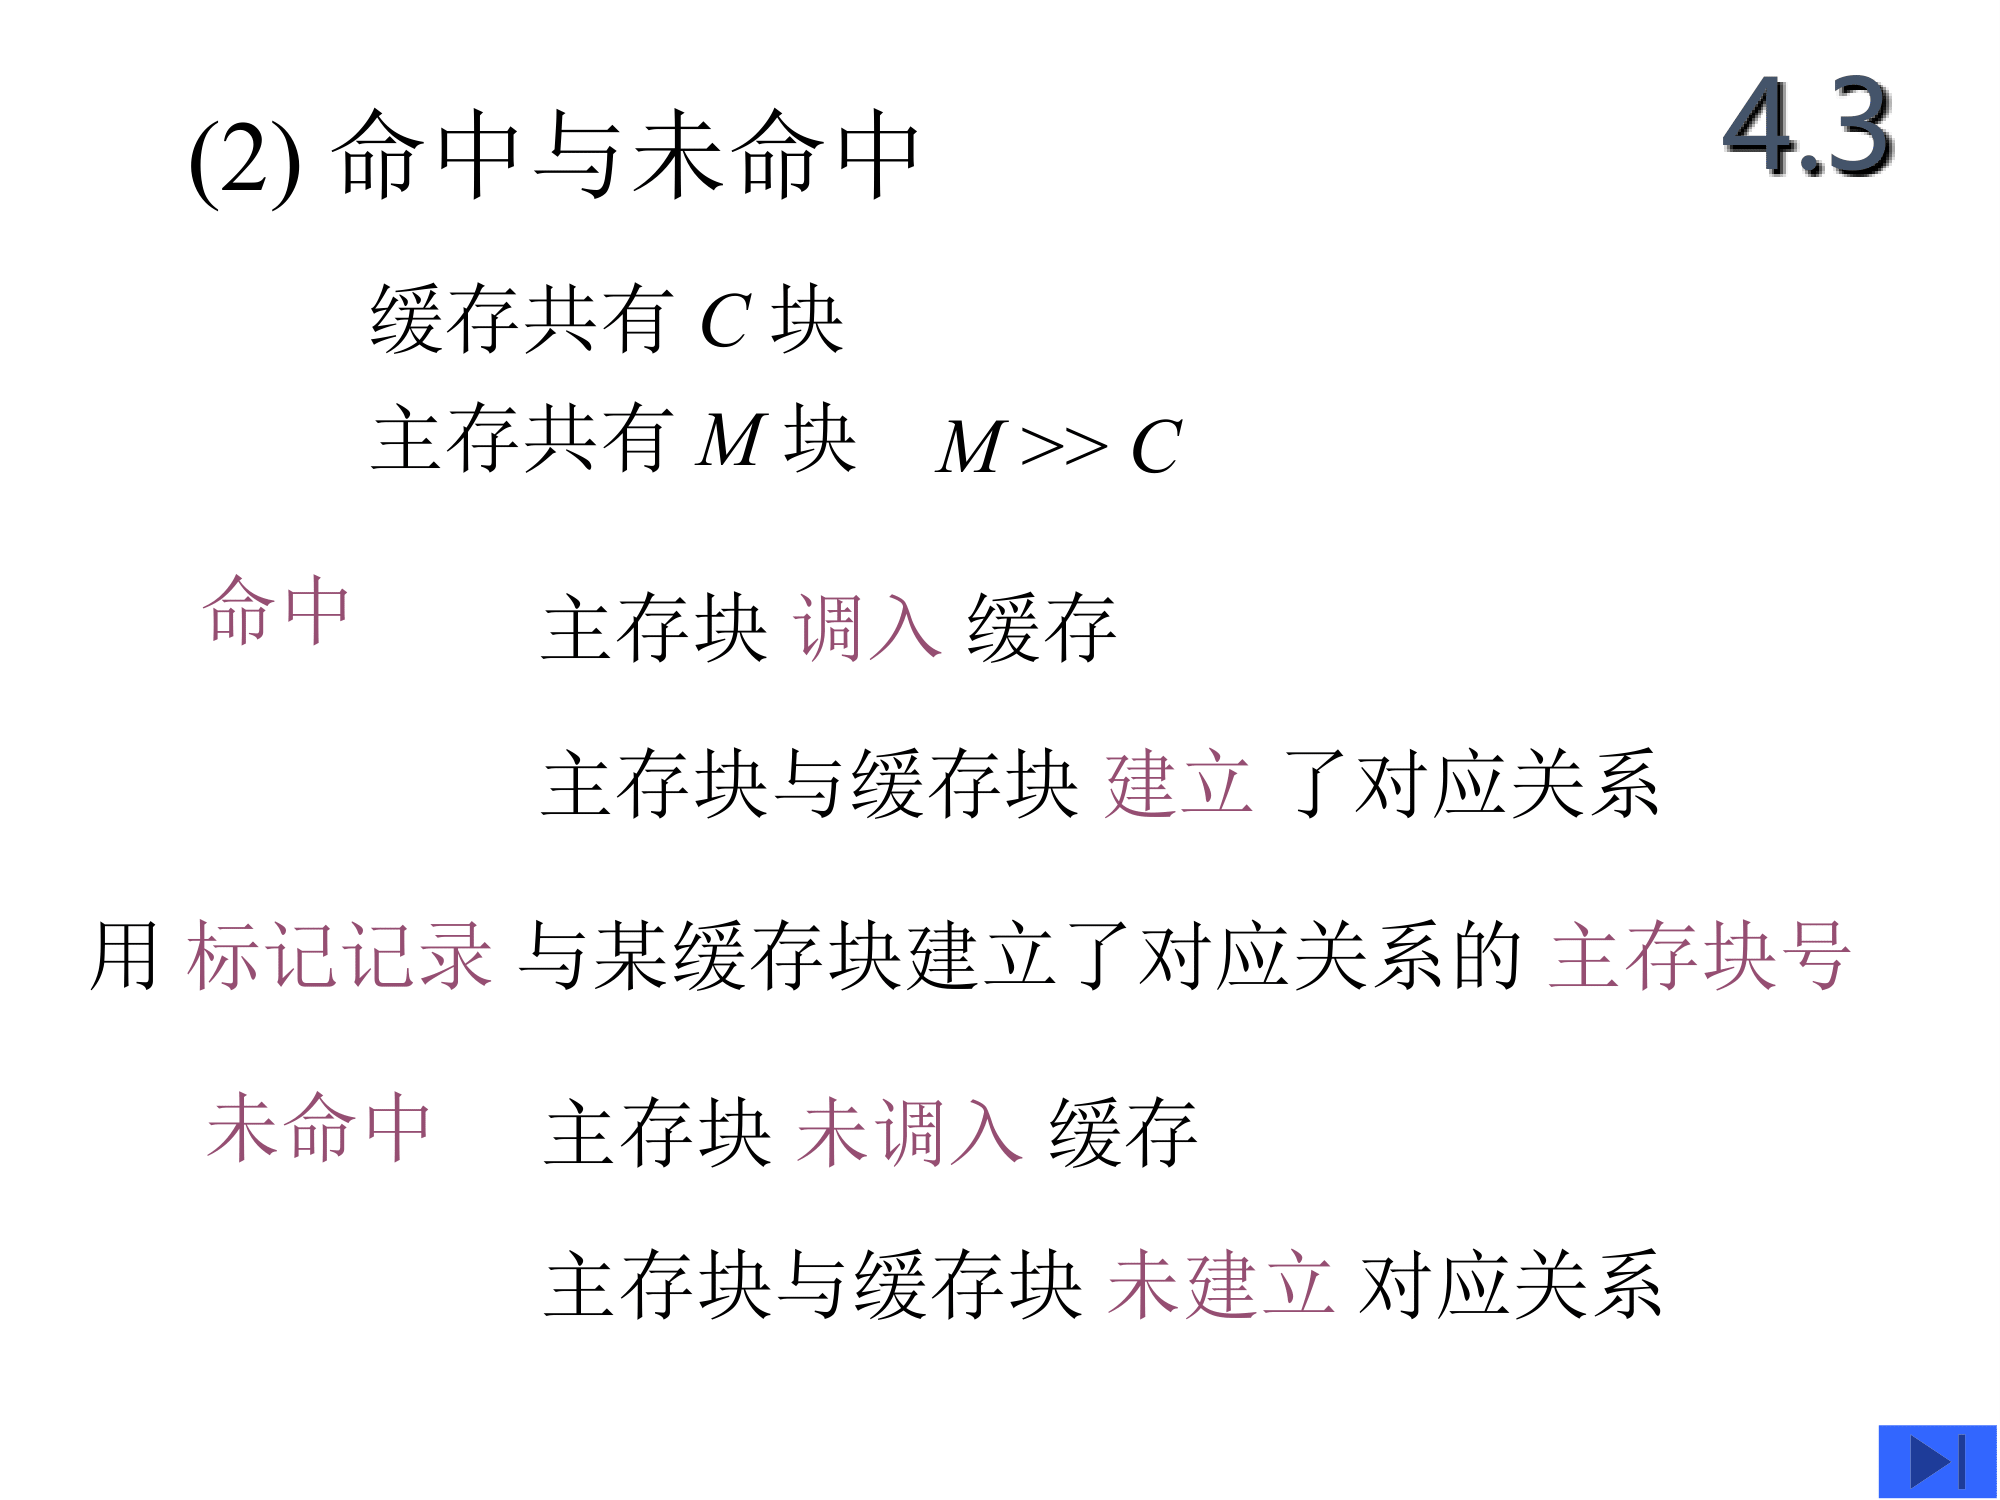 4.3
(2) 命中与未命中
缓存共有 C 块
主存共有 M 块 M >> C
命中 主存块 调入 缓存
主存块与缓存块 建立 了对应关系
用 标记记录 与某缓存块建立了对应关系的 主存块号
未命中 主存块 未调入 缓存
主存块与缓存块 未建立 对应关系